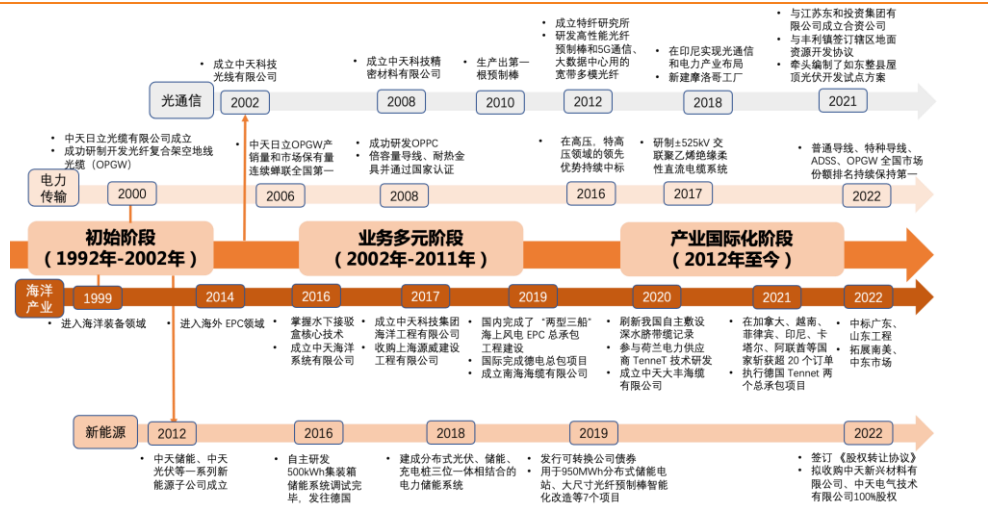 光通信
• 成立中天科技
光线有限公司
2002
• 成立中天科技精
密材料有限公司
2008
• 生产出第一
根预制棒
2010
• 成立特纤研究所
• 研发高性能光纤
预制棒和5G通信、
大数据中心用的
宽带多模光纤
2012
• 在印尼实现光通信
和电力产业布局
• 新建摩洛哥工厂
2018
• 与江苏东和投资集团有
限公司成立合资公司
• 与丰利镇签订辖区地面
资源开发协议
• 牵头编制了如东整县屋
顶光伏开发试点方案
2021
电力
传输
• 中天日立光缆有限公司成立
• 成功研制开发光纤复合架空地线
光缆（OPGW）
2000
• 中天日立OPGW产
销量和市场保有量
连续蝉联全国第一
2006
• 成功研发OPPC
• 倍容量导线、耐热金
具并通过国家认证
2008
• 在高压，特高
压领域的领先
优势持续中标
2016
• 研制±525kV 交
联聚乙烯绝缘柔
性直流电缆系统
2017
• 普通导线、特种导线、
ADSS、OPGW 全国市场
份额排名持续保持第一
2022
初始阶段
（1992年-2002年）
业务多元阶段
（2002年-2011年）
产业国际化阶段
（2012年至今）
海洋
产业
1999
• 进入海洋装备领域
2014
• 进入海外 EPC领域
2016
• 掌握水下接驳
盒核心技术
• 成立中天海洋
系统有限公司
2017
• 成立中天科技集团
海洋工程有限公司
• 收购上海源威建设
工程有限公司
2019
• 国内完成了“两型三船”
海上风电 EPC 总承包
工程建设
• 国际完成德电总包项目
• 成立南海海缆有限公司
2020
• 刷新我国自主敷设
深水脐带缆记录
• 参与荷兰电力供应
商 TenneT 技术研发
• 成立中天大丰海缆
有限公司
2021
• 在加拿大、越南、
菲律宾、印尼、卡
塔尔、阿联酋等国
家斩获超 20 个订单
• 执行德国 Tennet 两
个总承包项目
2022
• 中标广东、
山东工程
• 拓展南美、
中东市场
新能源
2012
• 中天储能、中天
光伏等一系列新
能源子公司成立
2016
• 自主研发
500kWh集装箱
储能系统调试完
毕，发往德国
2018
• 建成分布式光伏、储能、
充电桩三位一体相结合的
电力储能系统
2019
• 发行可转换公司债券
• 用于950MWh分布式储能电
站、大尺寸光纤预制棒智能
化改造等7个项目
2022
• 签订 《股权转让协议》
• 拟收购中天新兴材料有
限公司、中天电气技术
有限公司100%股权